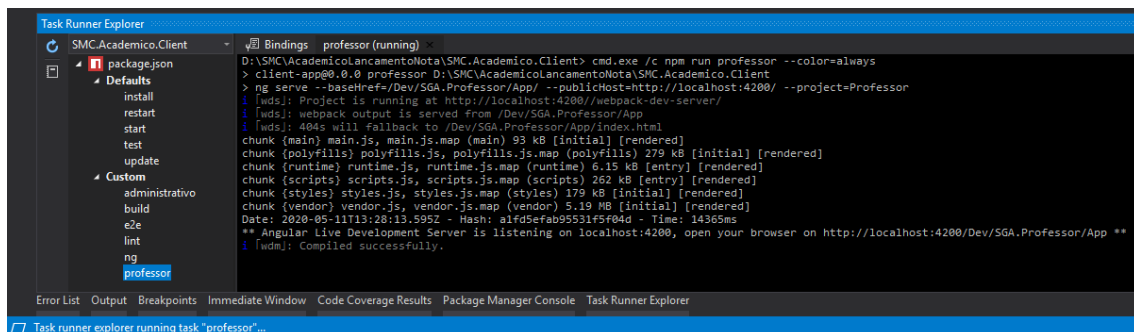 Task Runner Explorer
SMC.Academico.Client
Bindings professor (running) ×
package.json
Defaults
install
restart
start
test
update
Custom
administrativo
build
e2e
lint
ng
professor
D:\SMC\AcademicoLancamentoNota\SMC.Academico.Client> cmd.exe /c npm run professor --color=always
> client-app@0.0.0 professor D:\SMC\AcademicoLancamentoNota\SMC.Academico.Client
> ng serve --baseHref=/Dev/SGA.Professor/App/ --publicHost=http://localhost:4200/ --project=Professor
i ｢wds｣: Project is running at http://localhost:4200//webpack-dev-server/
i ｢wds｣: webpack output is served from /Dev/SGA.Professor/App
i ｢wds｣: 404s will fallback to /Dev/SGA.Professor/App/index.html
chunk {main} main.js, main.js.map (main) 93 kB [initial] [rendered]
chunk {polyfills} polyfills.js, polyfills.js.map (polyfills) 279 kB [initial] [rendered]
chunk {runtime} runtime.js, runtime.js.map (runtime) 6.15 kB [entry] [rendered]
chunk {scripts} scripts.js, scripts.js.map (scripts) 262 kB [entry] [rendered]
chunk {styles} styles.js, styles.js.map (styles) 179 kB [initial] [rendered]
chunk {vendor} vendor.js, vendor.js.map (vendor) 5.19 MB [initial] [rendered]
Date: 2020-05-11T13:28:13.595Z - Hash: a1fd5efab95531f5f04d - Time: 14365ms
** Angular Live Development Server is listening on localhost:4200, open your browser on http://localhost:4200/Dev/SGA.Professor/App **
i ｢wdm｣: Compiled successfully.
Error List Output Breakpoints Immediate Window Code Coverage Results Package Manager Console Task Runner Explorer
Task runner explorer running task "professor"...